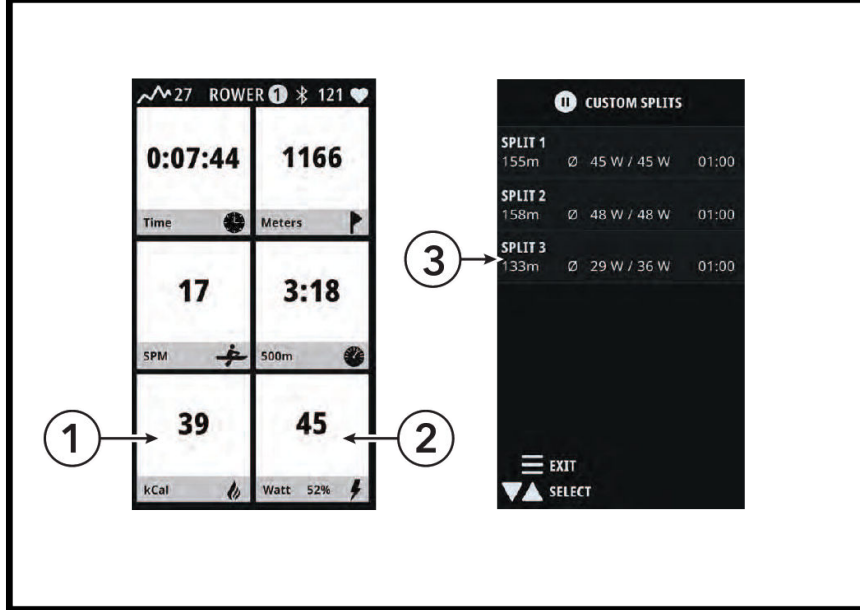 27 ROWER 1 121
0:07:44
Time
1166
Meters
17
SPM
3:18
500m
39
kCal
45
Watt 52%
1
2
CUSTOM SPLITS
SPLIT 1
155m Ø 45 W / 45 W 01:00
SPLIT 2
158m Ø 48 W / 48 W 01:00
SPLIT 3
133m Ø 29 W / 36 W 01:00
3
EXIT
SELECT